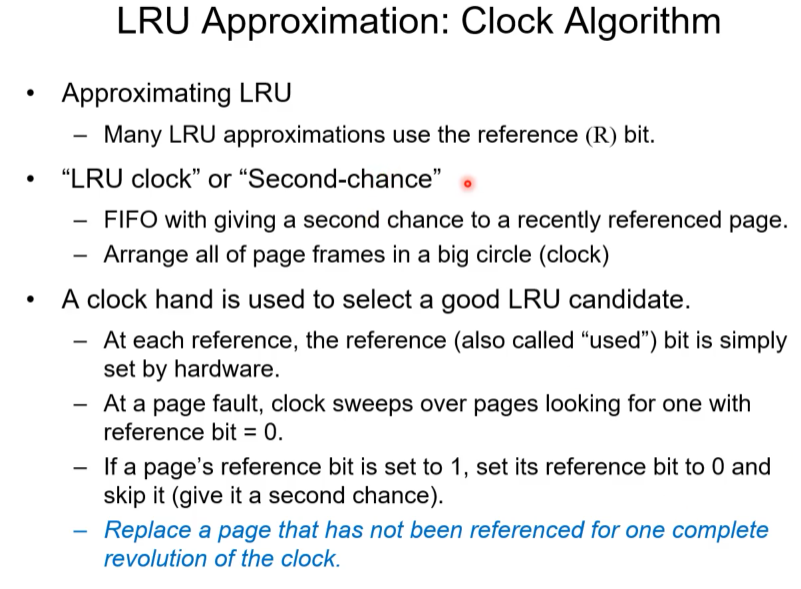 LRU Approximation: Clock Algorithm
• Approximating LRU
– Many LRU approximations use the reference (R) bit.
• “LRU clock” or “Second-chance”
– FIFO with giving a second chance to a recently referenced page.
– Arrange all of page frames in a big circle (clock)
• A clock hand is used to select a good LRU candidate.
– At each reference, the reference (also called “used”) bit is simply
set by hardware.
– At a page fault, clock sweeps over pages looking for one with
reference bit = 0.
– If a page’s reference bit is set to 1, set its reference bit to 0 and
skip it (give it a second chance).
– Replace a page that has not been referenced for one complete
revolution of the clock.